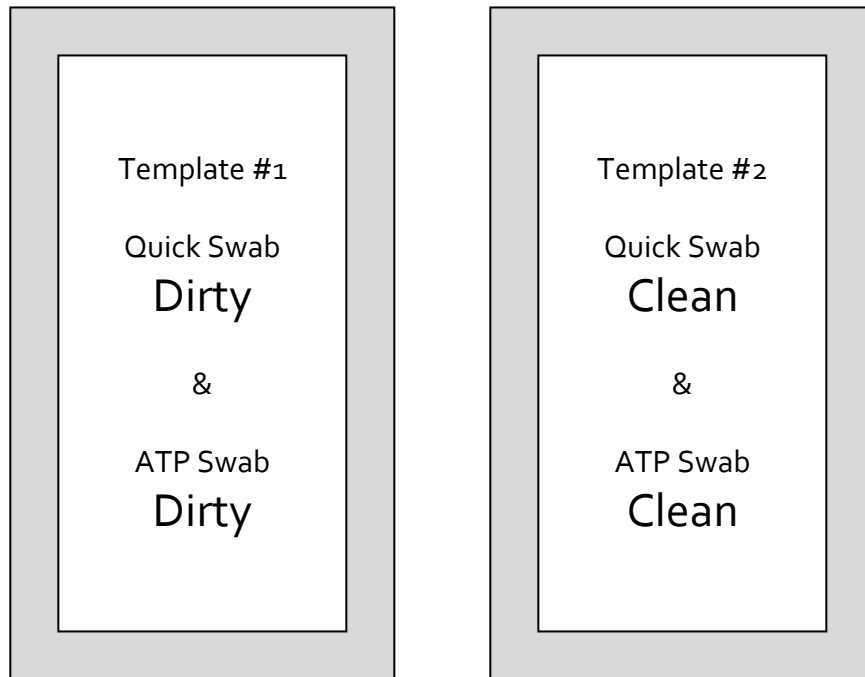 Template #1
Quick Swab
Dirty
&
ATP Swab
Dirty
Template #2
Quick Swab
Clean
&
ATP Swab
Clean